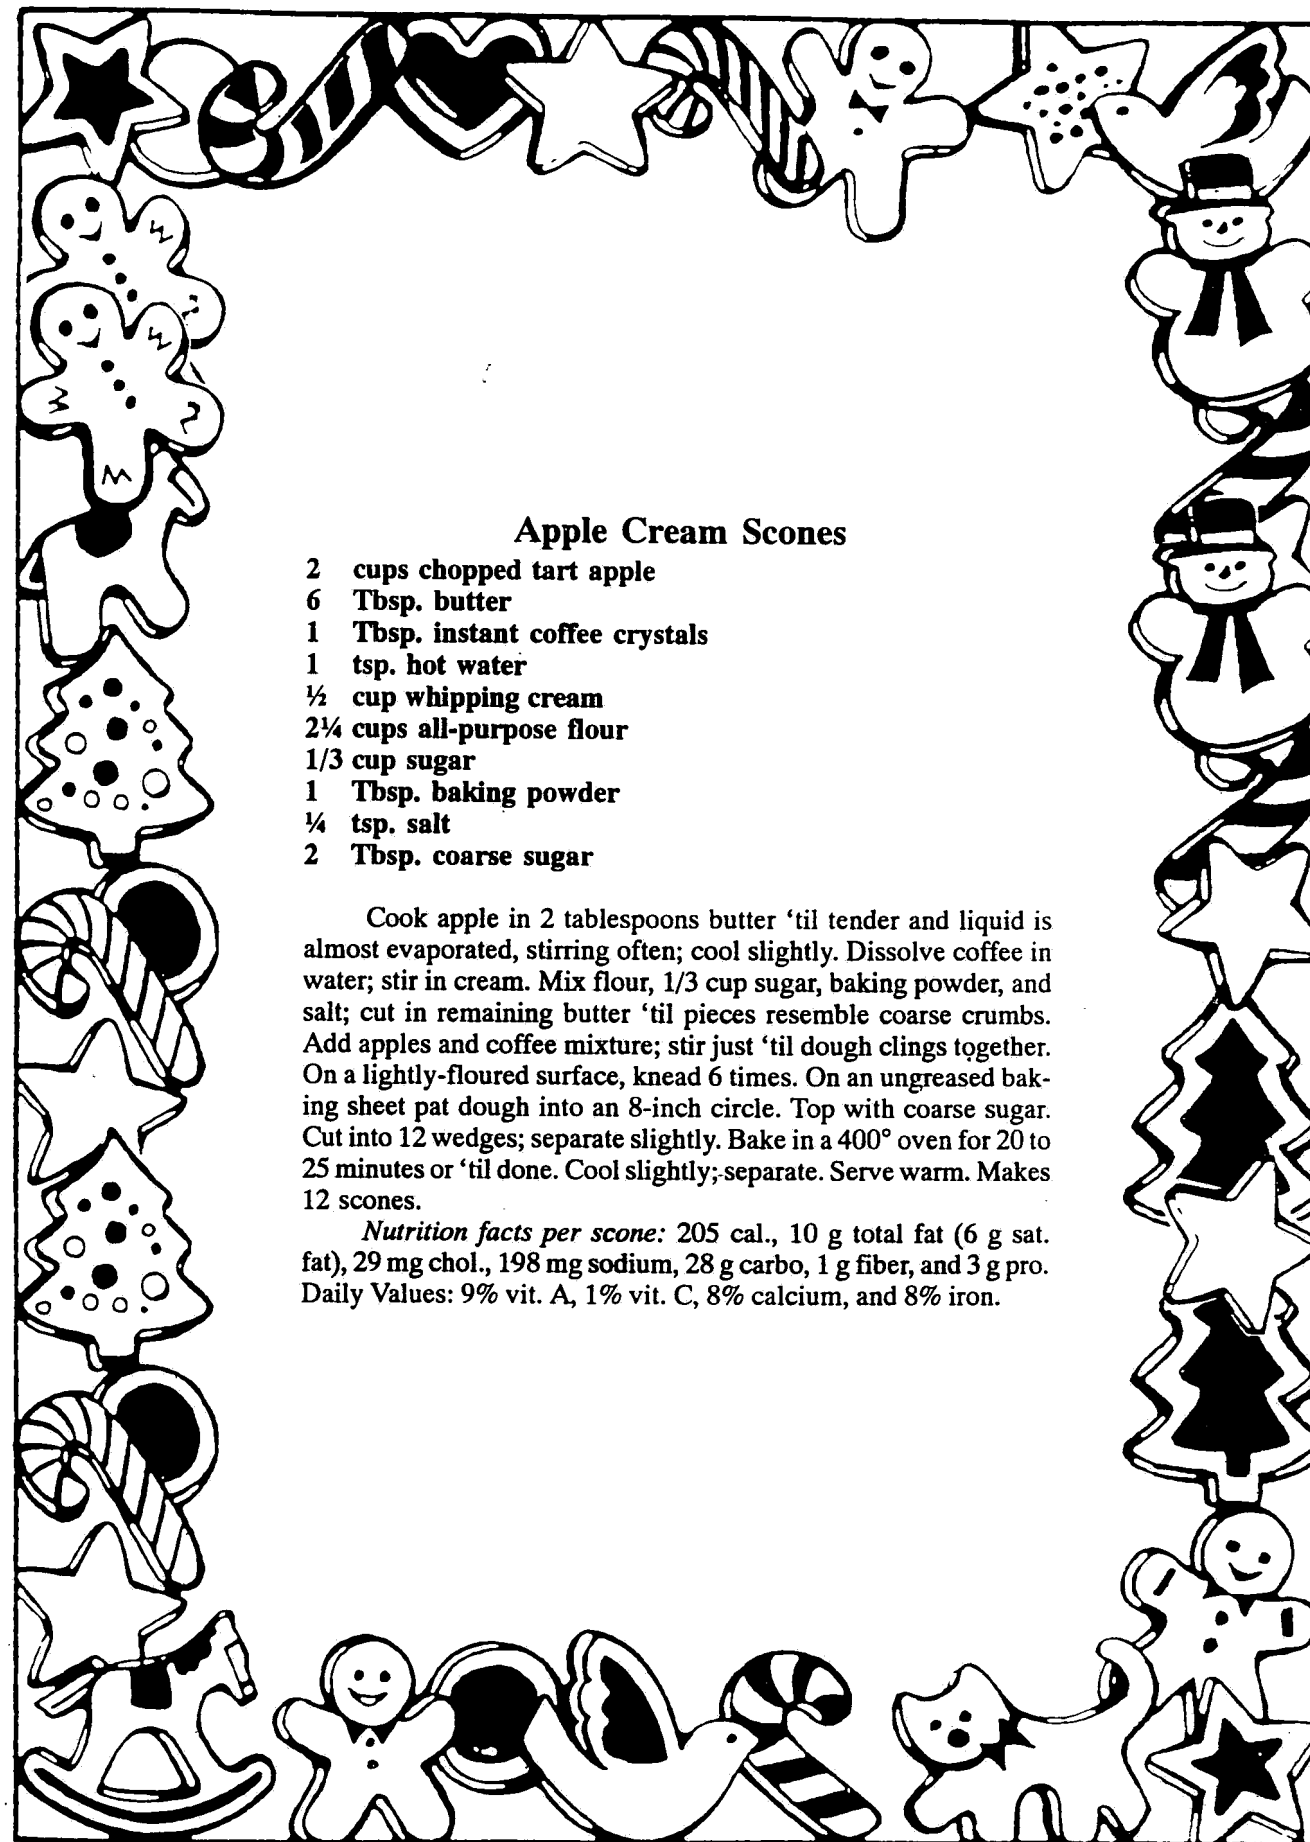 Apple Cream Scones
2 cups chopped tart apple
6 Tbsp. butter
1 Tbsp. instant coffee crystals
1 tsp. hot water
½ cup whipping cream
2¼ cups all-purpose flour
1/3 cup sugar
1 Tbsp. baking powder
¼ tsp. salt
2 Tbsp. coarse sugar
Cook apple in 2 tablespoons butter ‘til tender and liquid is
almost evaporated, stirring often; cool slightly. Dissolve coffee in
water; stir in cream. Mix flour, 1/3 cup sugar, baking powder, and
salt; cut in remaining butter ‘til pieces resemble coarse crumbs.
Add apples and coffee mixture; stir just ‘til dough clings together.
On a lightly-floured surface, knead 6 times. On an ungreased bak-
ing sheet pat dough into an 8-inch circle. Top with coarse sugar.
Cut into 12 wedges; separate slightly. Bake in a 400° oven for 20 to
25 minutes or ‘til done. Cool slightly; separate. Serve warm. Makes
12 scones.
Nutrition facts per scone: 205 cal., 10 g total fat (6 g sat.
fat), 29 mg chol., 198 mg sodium, 28 g carbo, 1 g fiber, and 3 g pro.
Daily Values: 9% vit. A, 1% vit. C, 8% calcium, and 8% iron.